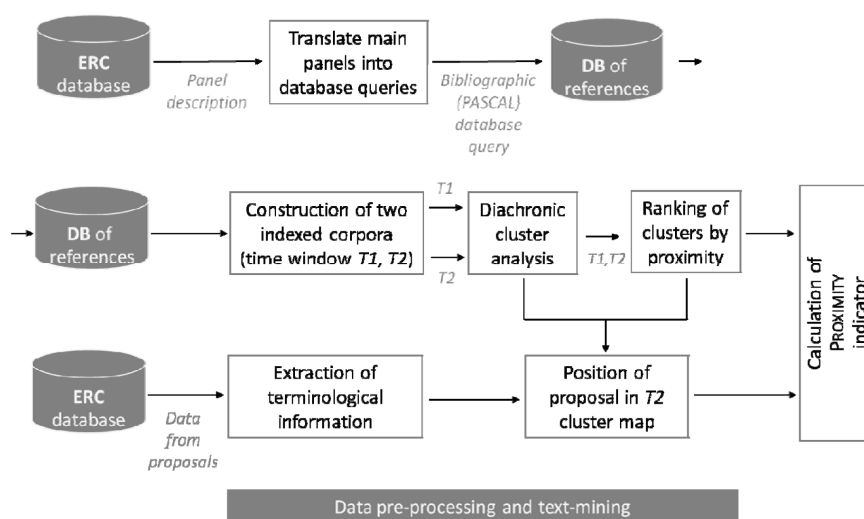 ERC
database
Panel
description
Translate main
panels into
database queries
Bibliographic
(PASCAL)
database
query
DB of
references
DB of
references
Construction of two
indexed corpora
(time window T1, T2)
T1
T2
Diachronic
cluster
analysis
T1,T2
Ranking of
clusters by
proximity
Calculation of
PROXIMITY
indicator
ERC
database
Data
from
proposals
Extraction of
terminological
information
Position of
proposal in T2
cluster map
Data pre-processing and text-mining